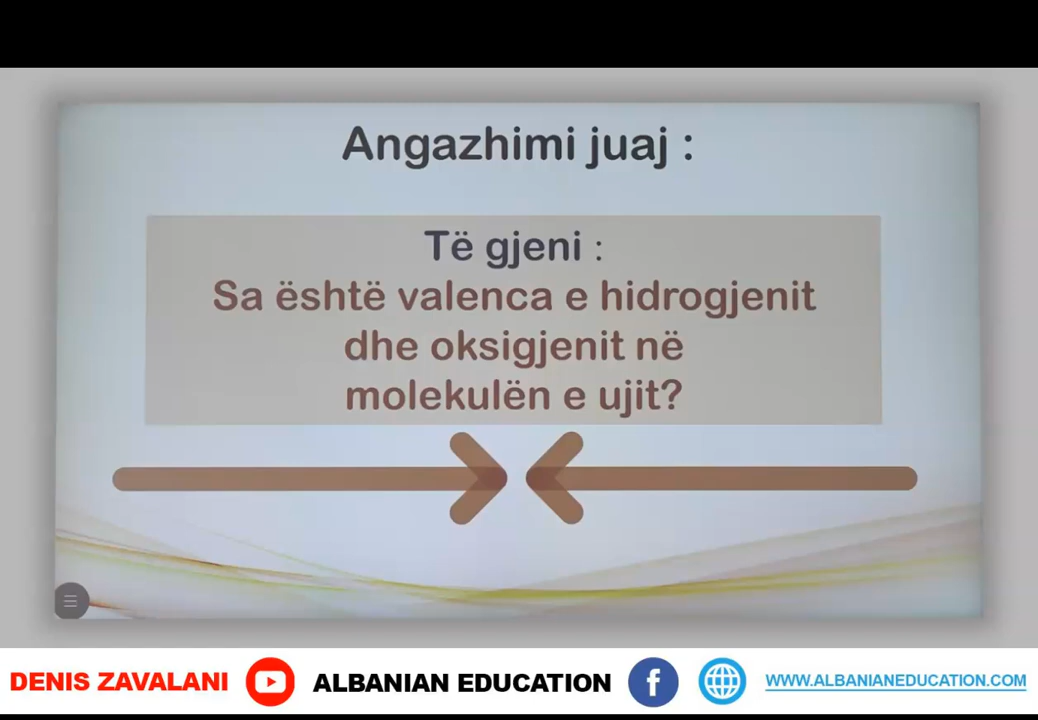 Angazhimi juaj :
Të gjeni :
Sa është valenca e hidrogjenit
dhe oksigjenit në
molekulën e ujit?
DENIS ZAVALANI ALBANIAN EDUCATION WWW.ALBANIANEDUCATION.COM